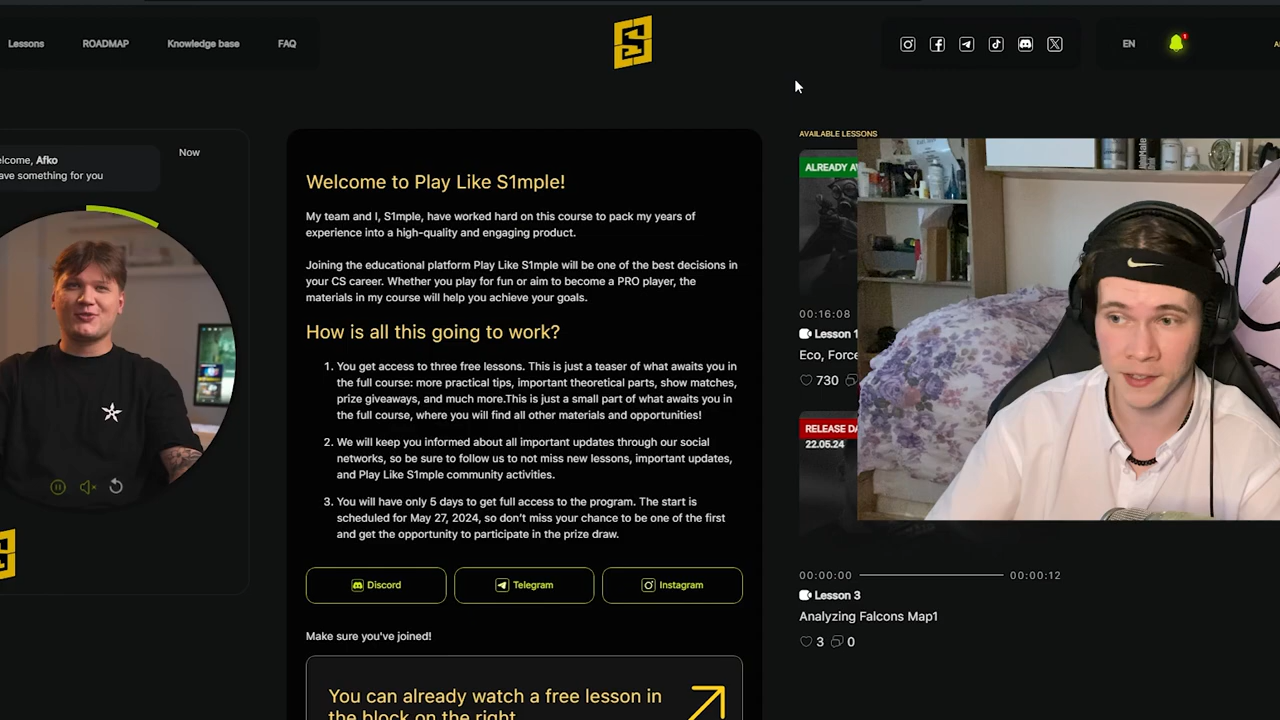 Lessons
ROADMAP
Knowledge base
FAQ
EN
1
elcome, Afko
ave something for you
Now
Welcome to Play Like S1mple!
My team and I, S1mple, have worked hard on this course to pack my years of
experience into a high-quality and engaging product.
Joining the educational platform Play Like S1mple will be one of the best decisions in
your CS career. Whether you play for fun or aim to become a PRO player, the
materials in my course will help you achieve your goals.
How is all this going to work?
1. You get access to three free lessons. This is just a teaser of what awaits you in
the full course: more practical tips, important theoretical parts, show matches,
prize giveaways, and much more.This is just a small part of what awaits you in
the full course, where you will find all other materials and opportunities!
2. We will keep you informed about all important updates through our social
networks, so be sure to follow us to not miss new lessons, important updates,
and Play Like S1mple community activities.
3. You will have only 5 days to get full access to the program. The start is
scheduled for May 27, 2024, so don't miss your chance to be one of the first
and get the opportunity to participate in the prize draw.
Discord
Telegram
Instagram
Make sure you've joined!
You can already watch a free lesson in
the block on the right
AVAILABLE LESSONS
ALREADY AV
00:16:08
Lesson 1
Eco, Force
730
RELEASE DA
22.05.24
00:00:00
00:00:12
Lesson 3
Analyzing Falcons Map1
3
0